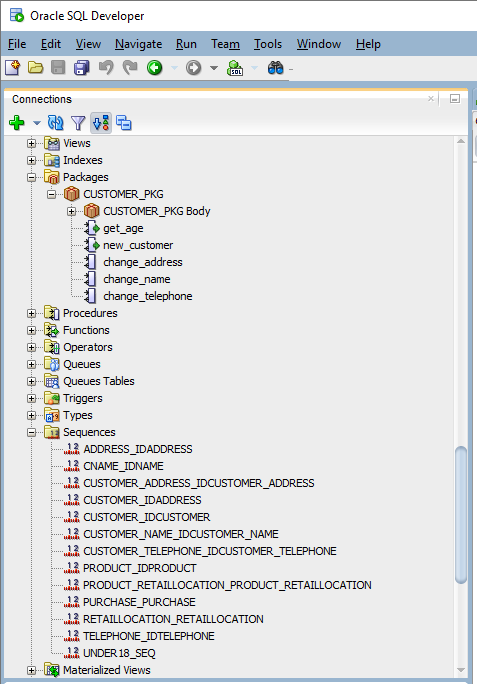 Oracle SQL Developer
File Edit View Navigate Run Team Tools Window Help
SQL
Connections
Views
Indexes
Packages
CUSTOMER_PKG
CUSTOMER_PKG Body
get_age
new_customer
change_address
change_name
change_telephone
Procedures
Functions
Operators
Queues
Queues Tables
Triggers
Types
Sequences
ADDRESS_IDADDRESS
CNAME_IDNAME
CUSTOMER_ADDRESS_IDCUSTOMER_ADDRESS
CUSTOMER_IDADDRESS
CUSTOMER_IDCUSTOMER
CUSTOMER_NAME_IDCUSTOMER_NAME
CUSTOMER_TELEPHONE_IDCUSTOMER_TELEPHONE
PRODUCT_IDPRODUCT
PRODUCT_RETAILLOCATION_PRODUCT_RETAILLOCATION
PURCHASE_PURCHASE
RETAILLOCATION_RETAILLOCATION
TELEPHONE_IDTELEPHONE
UNDER18_SEQ
Materialized Views